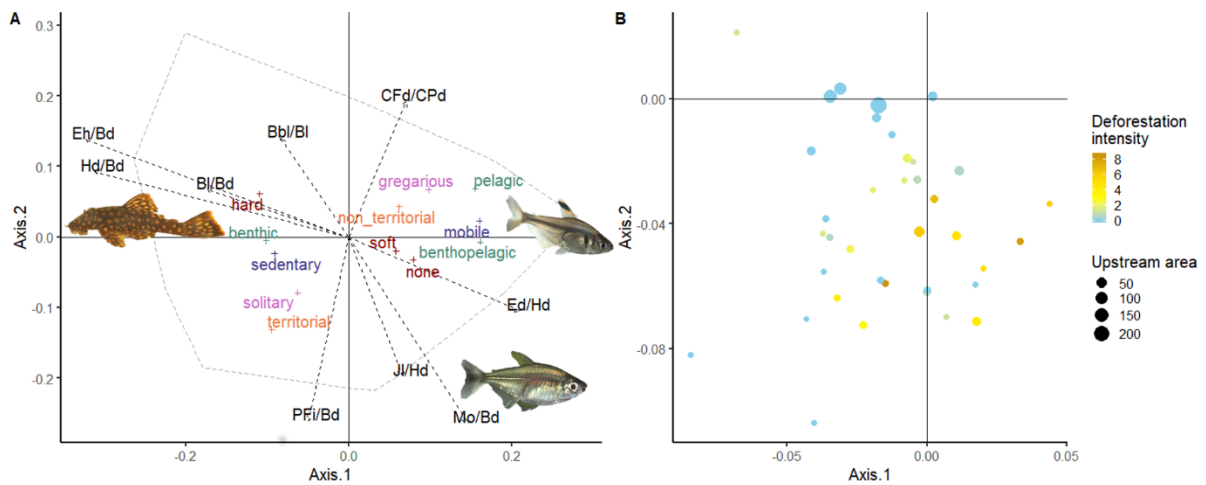 A
0.3
0.2
0.1
0.0
-0.1
-0.2
Axis.2
-0.2
0.0
0.2
Axis.1
CFd/CPd
Bbl/Bl
Eh/Bd
Hd/Bd
Bl/Bd
hard
gregarious
pelagic
non_territorial
benthic
soft
mobile
benthopelagic
sedentary
none
solitary
territorial
Ed/Hd
Jl/Hd
PFi/Bd
Mo/Bd
B
0.00
-0.04
-0.08
Axis.2
-0.05
0.00
0.05
Axis.1
Deforestation
intensity
8
6
4
2
0
Upstream area
50
100
150
200